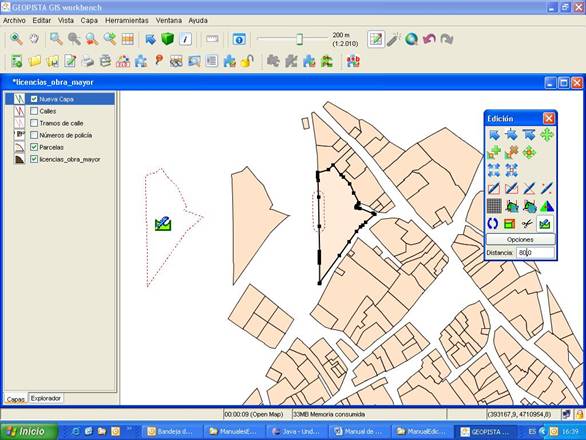 GEOPISTA GIS workbench
Archivo Editar Vista Capa Herramientas Ventana Ayuda
200 m
(1:2.010)
*licencias_obra_mayor
Nueva Capa
Calles
Tramos de calle
Números de policía
Parcelas
licencias_obra_mayor
Edición
Opciones
Distancia: 80,0
Capas Explorador
00:00:09 (Open Map) 33MB Memoria consumida (393167,9, 4710954,8)
Inicio Bandeja d... ManualesE... Java - Und... Manual de ... ManualEdic... GEOPISTA ... ES 16:39